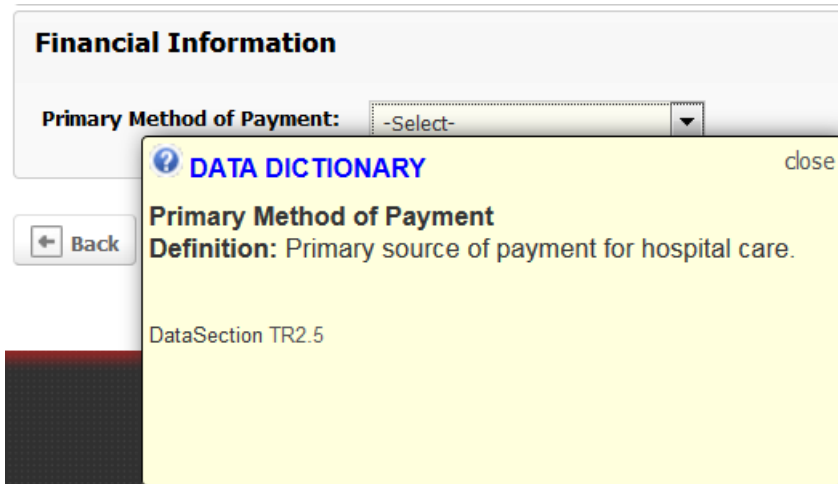 Financial Information
Primary Method of Payment: -Select-
DATA DICTIONARY close
Primary Method of Payment
Definition: Primary source of payment for hospital care.
Back
DataSection TR2.5